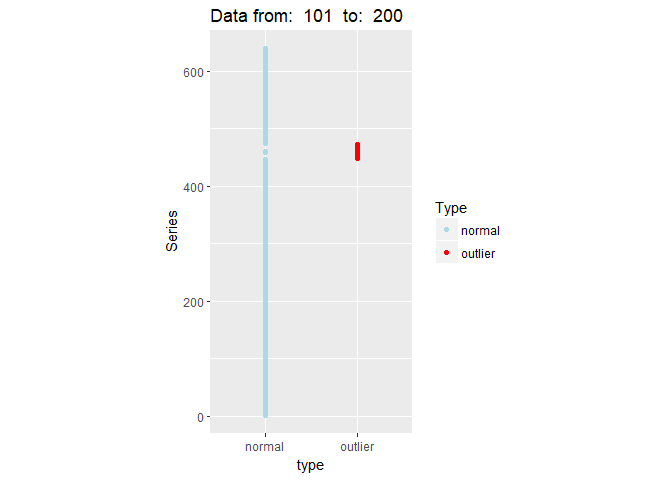 Data from:  101  to:  200
Series
600
400
200
0
normal
outlier
type
Type
normal
outlier